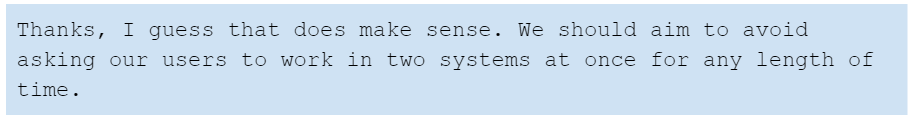 Thanks, I guess that does make sense. We should aim to avoid
asking our users to work in two systems at once for any length of
time.